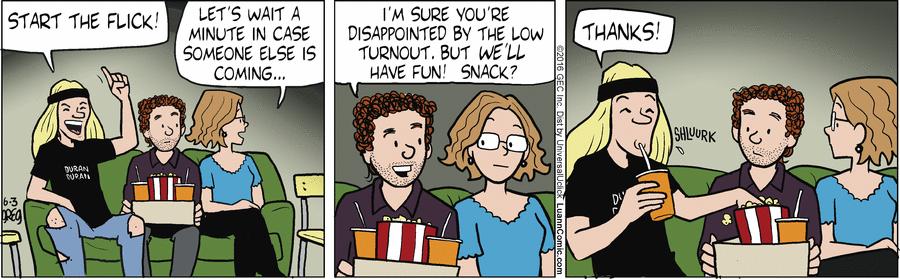 START THE FLICK!
LET'S WAIT A
MINUTE IN CASE
SOMEONE ELSE IS
COMING...
DURAN
DURAN
6-3
GREG
I'M SURE YOU'RE
DISAPPOINTED BY THE LOW
TURNOUT. BUT WE'LL
HAVE FUN! SNACK?
©2016 GEC Inc. Dist by Universal Uclick LuannComic.com
THANKS!
SHLUURK
DU